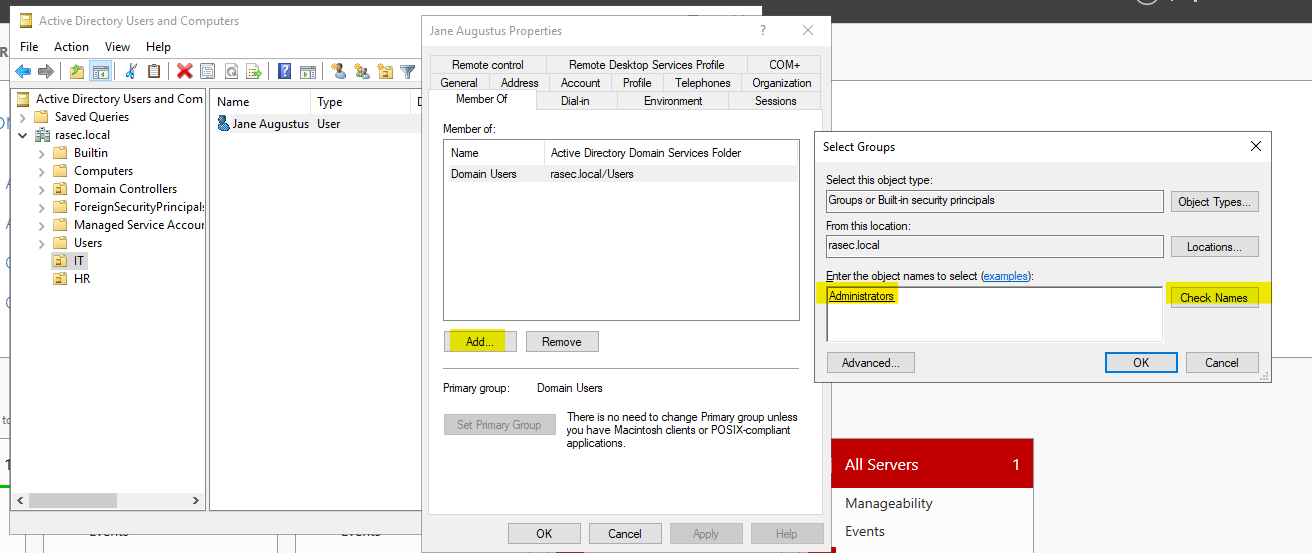 Active Directory Users and Computers
File Action View Help
Active Directory Users and Com
Saved Queries
rasec.local
Builtin
Computers
Domain Controllers
ForeignSecurityPrincipals
Managed Service Accour
Users
IT
HR
Name Type
Jane Augustus User
Jane Augustus Properties
?
Remote control Remote Desktop Services Profile COM+
General Address Account Profile Telephones Organization
Member Of Dial-in Environment Sessions
Member of:
Name Active Directory Domain Services Folder
Domain Users rasec.local/Users
Add... Remove
Primary group: Domain Users
Set Primary Group
There is no need to change Primary group unless
you have Macintosh clients or POSIX-compliant
applications.
OK Cancel Apply Help
Select Groups
Select this object type:
Groups or Built-in security principals
Object Types...
From this location:
rasec.local
Locations...
Enter the object names to select (examples):
Administrators
Check Names
Advanced... OK Cancel
All Servers 1
Manageability
Events